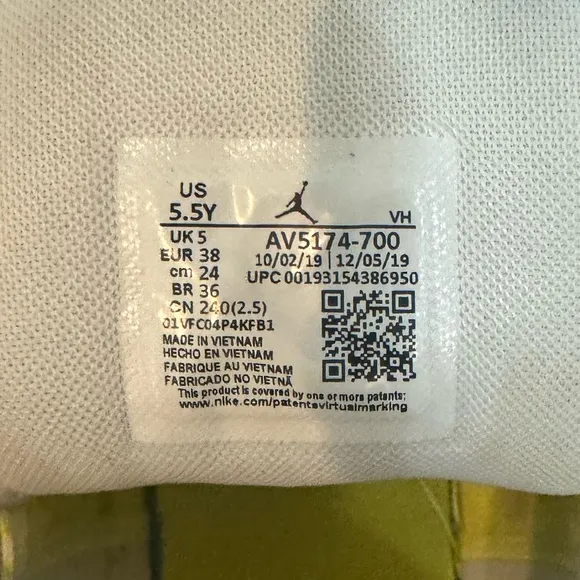 US
5.5Y
VH
UK 5
EUR 38
cm 24
BR 36
CN 240(2.5)
AV5174-700
10/02/19 | 12/05/19
UPC 00193154386950
01VFC04P4KFB1
MADE IN VIETNAM
HECHO EN VIETNAM
FABRIQUE AU VIETNAM
FABRICADO NO VIETNÃ
This product is covered by one or more patents;
www.nike.com/patentsvirtualmarking